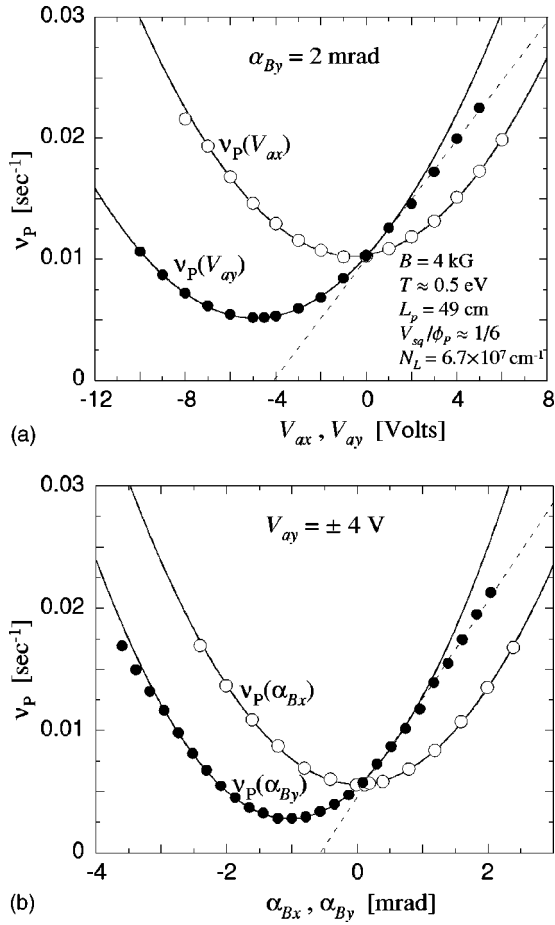 0.03
α_By = 2 mrad
0.02
ν_P(V_ax)
ν_P [sec⁻¹]
ν_P(V_ay)
0.01
B = 4 kG
T ≈ 0.5 eV
L_p = 49 cm
V_sq/ϕ_p ≈ 1/6
N_L = 6.7×10⁷ cm⁻¹
0
-12 -8 -4 0 4 8
(a)
V_ax , V_ay [Volts]
0.03
V_ay = ± 4 V
0.02
ν_P [sec⁻¹]
ν_P(α_Bx)
0.01
ν_P(α_By)
0
-4 -2 0 2
(b)
α_Bx , α_By [mrad]